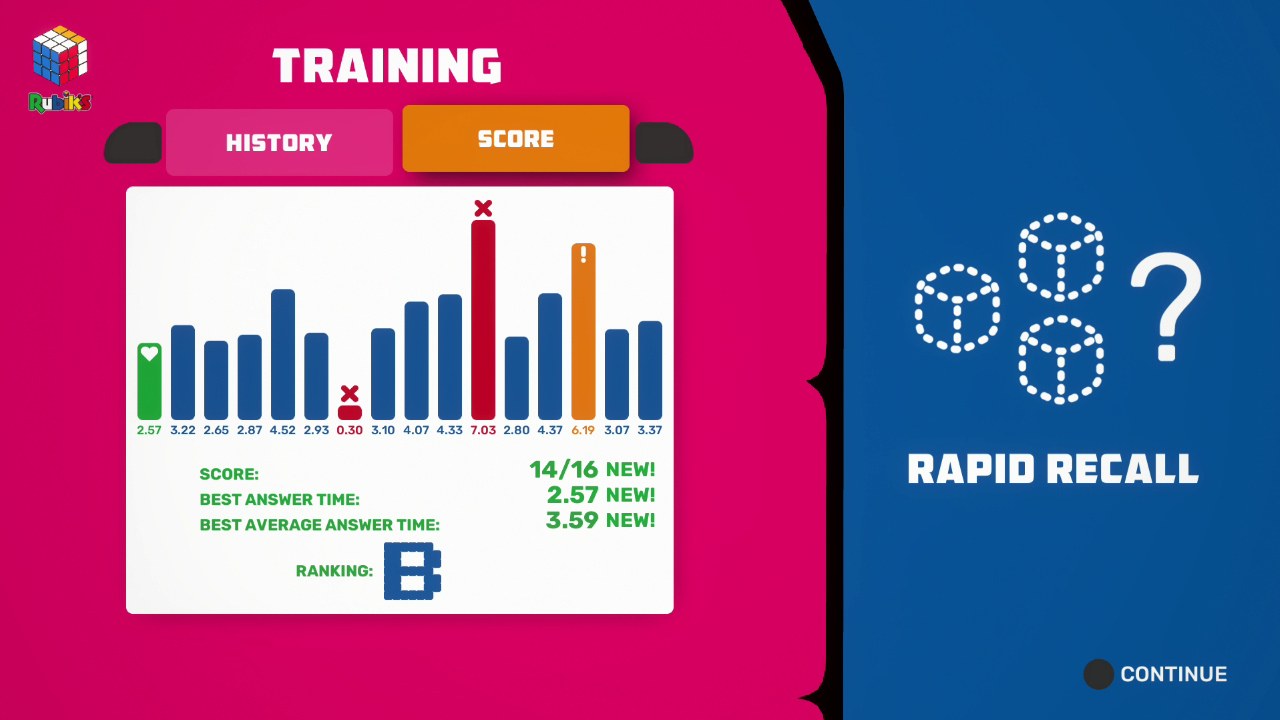 Rubik's
TRAINING
HISTORY
SCORE
2.57 3.22 2.65 2.87 4.52 2.93 0.30 3.10 4.07 4.33 7.03 2.80 4.37 6.19 3.07 3.37
SCORE: 14/16 NEW!
BEST ANSWER TIME: 2.57 NEW!
BEST AVERAGE ANSWER TIME: 3.59 NEW!
RANKING: B
?
RAPID RECALL
CONTINUE